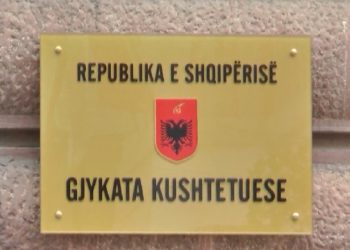 REPUBLIKA E SHQIPËRISË
GJYKATA KUSHTETUESE